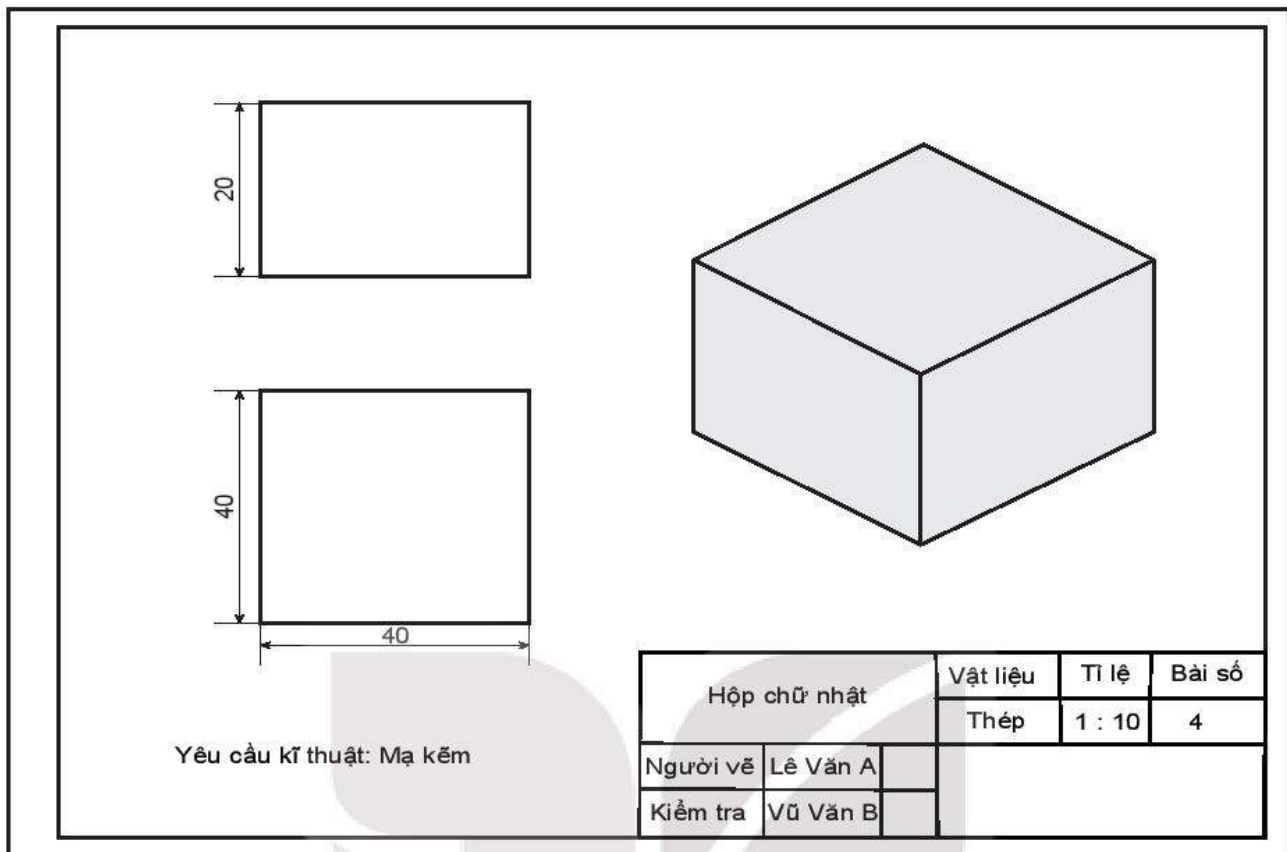 20
40
40
Yêu cầu kĩ thuật: Mạ kẽm
Hộp chữ nhật
Vật liệu Tỉ lệ Bài số
Thép 1 : 10 4
Người vẽ Lê Văn A
Kiểm tra Vũ Văn B